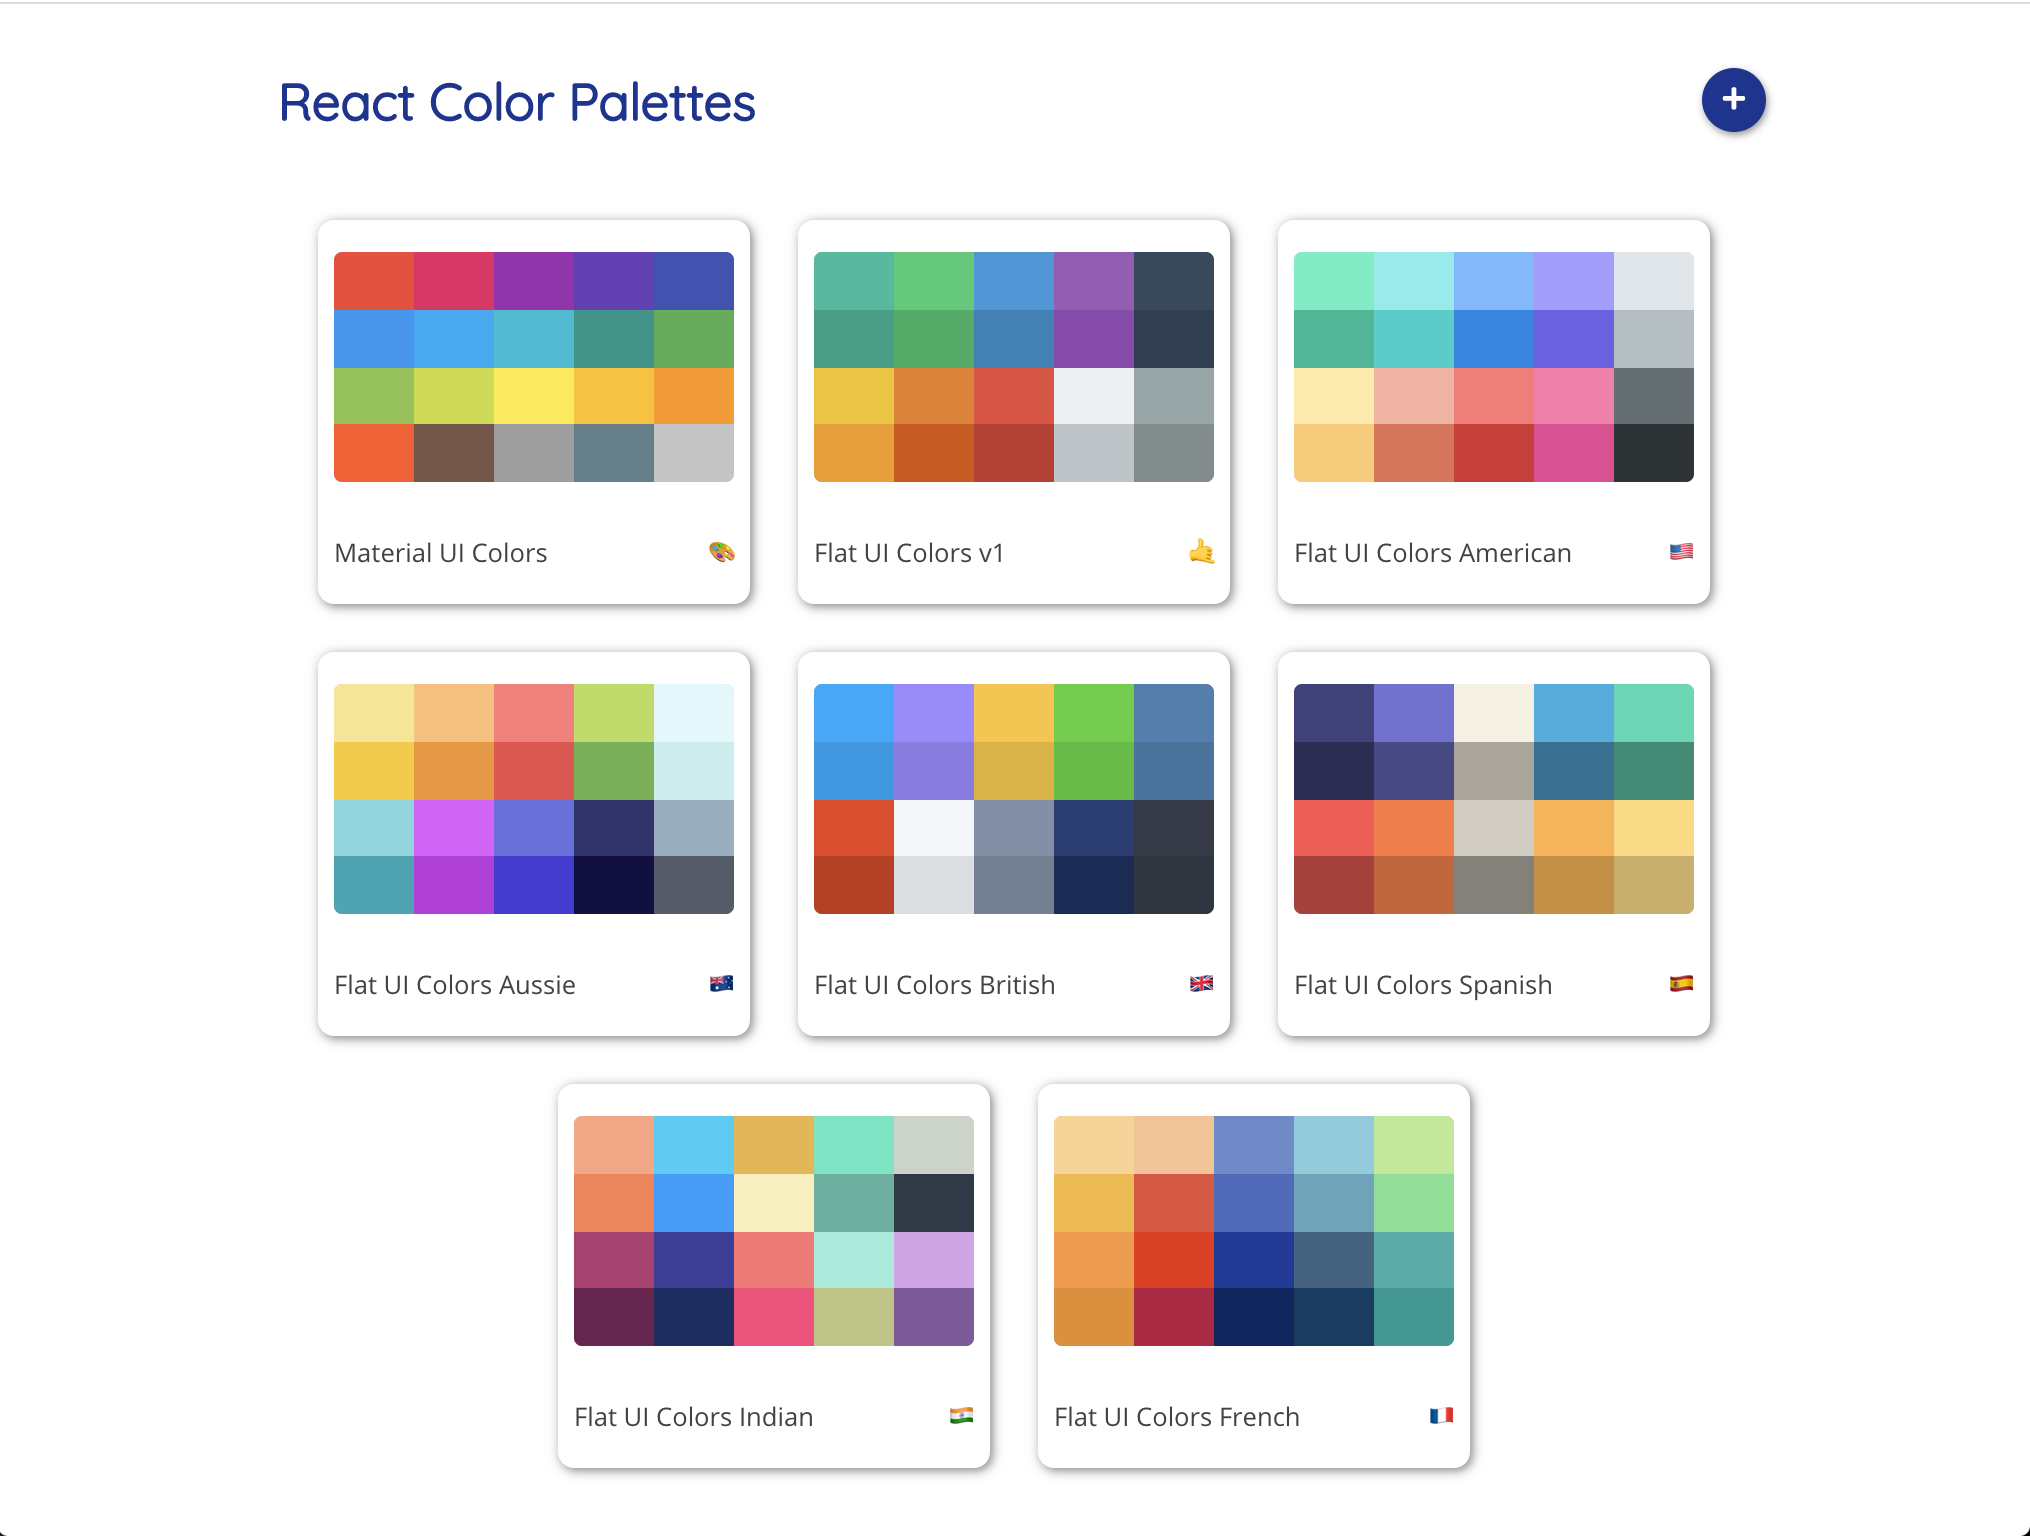 React Color Palettes
Material UI Colors
Flat UI Colors v1
Flat UI Colors American
Flat UI Colors Aussie
Flat UI Colors British
Flat UI Colors Spanish
Flat UI Colors Indian
Flat UI Colors French